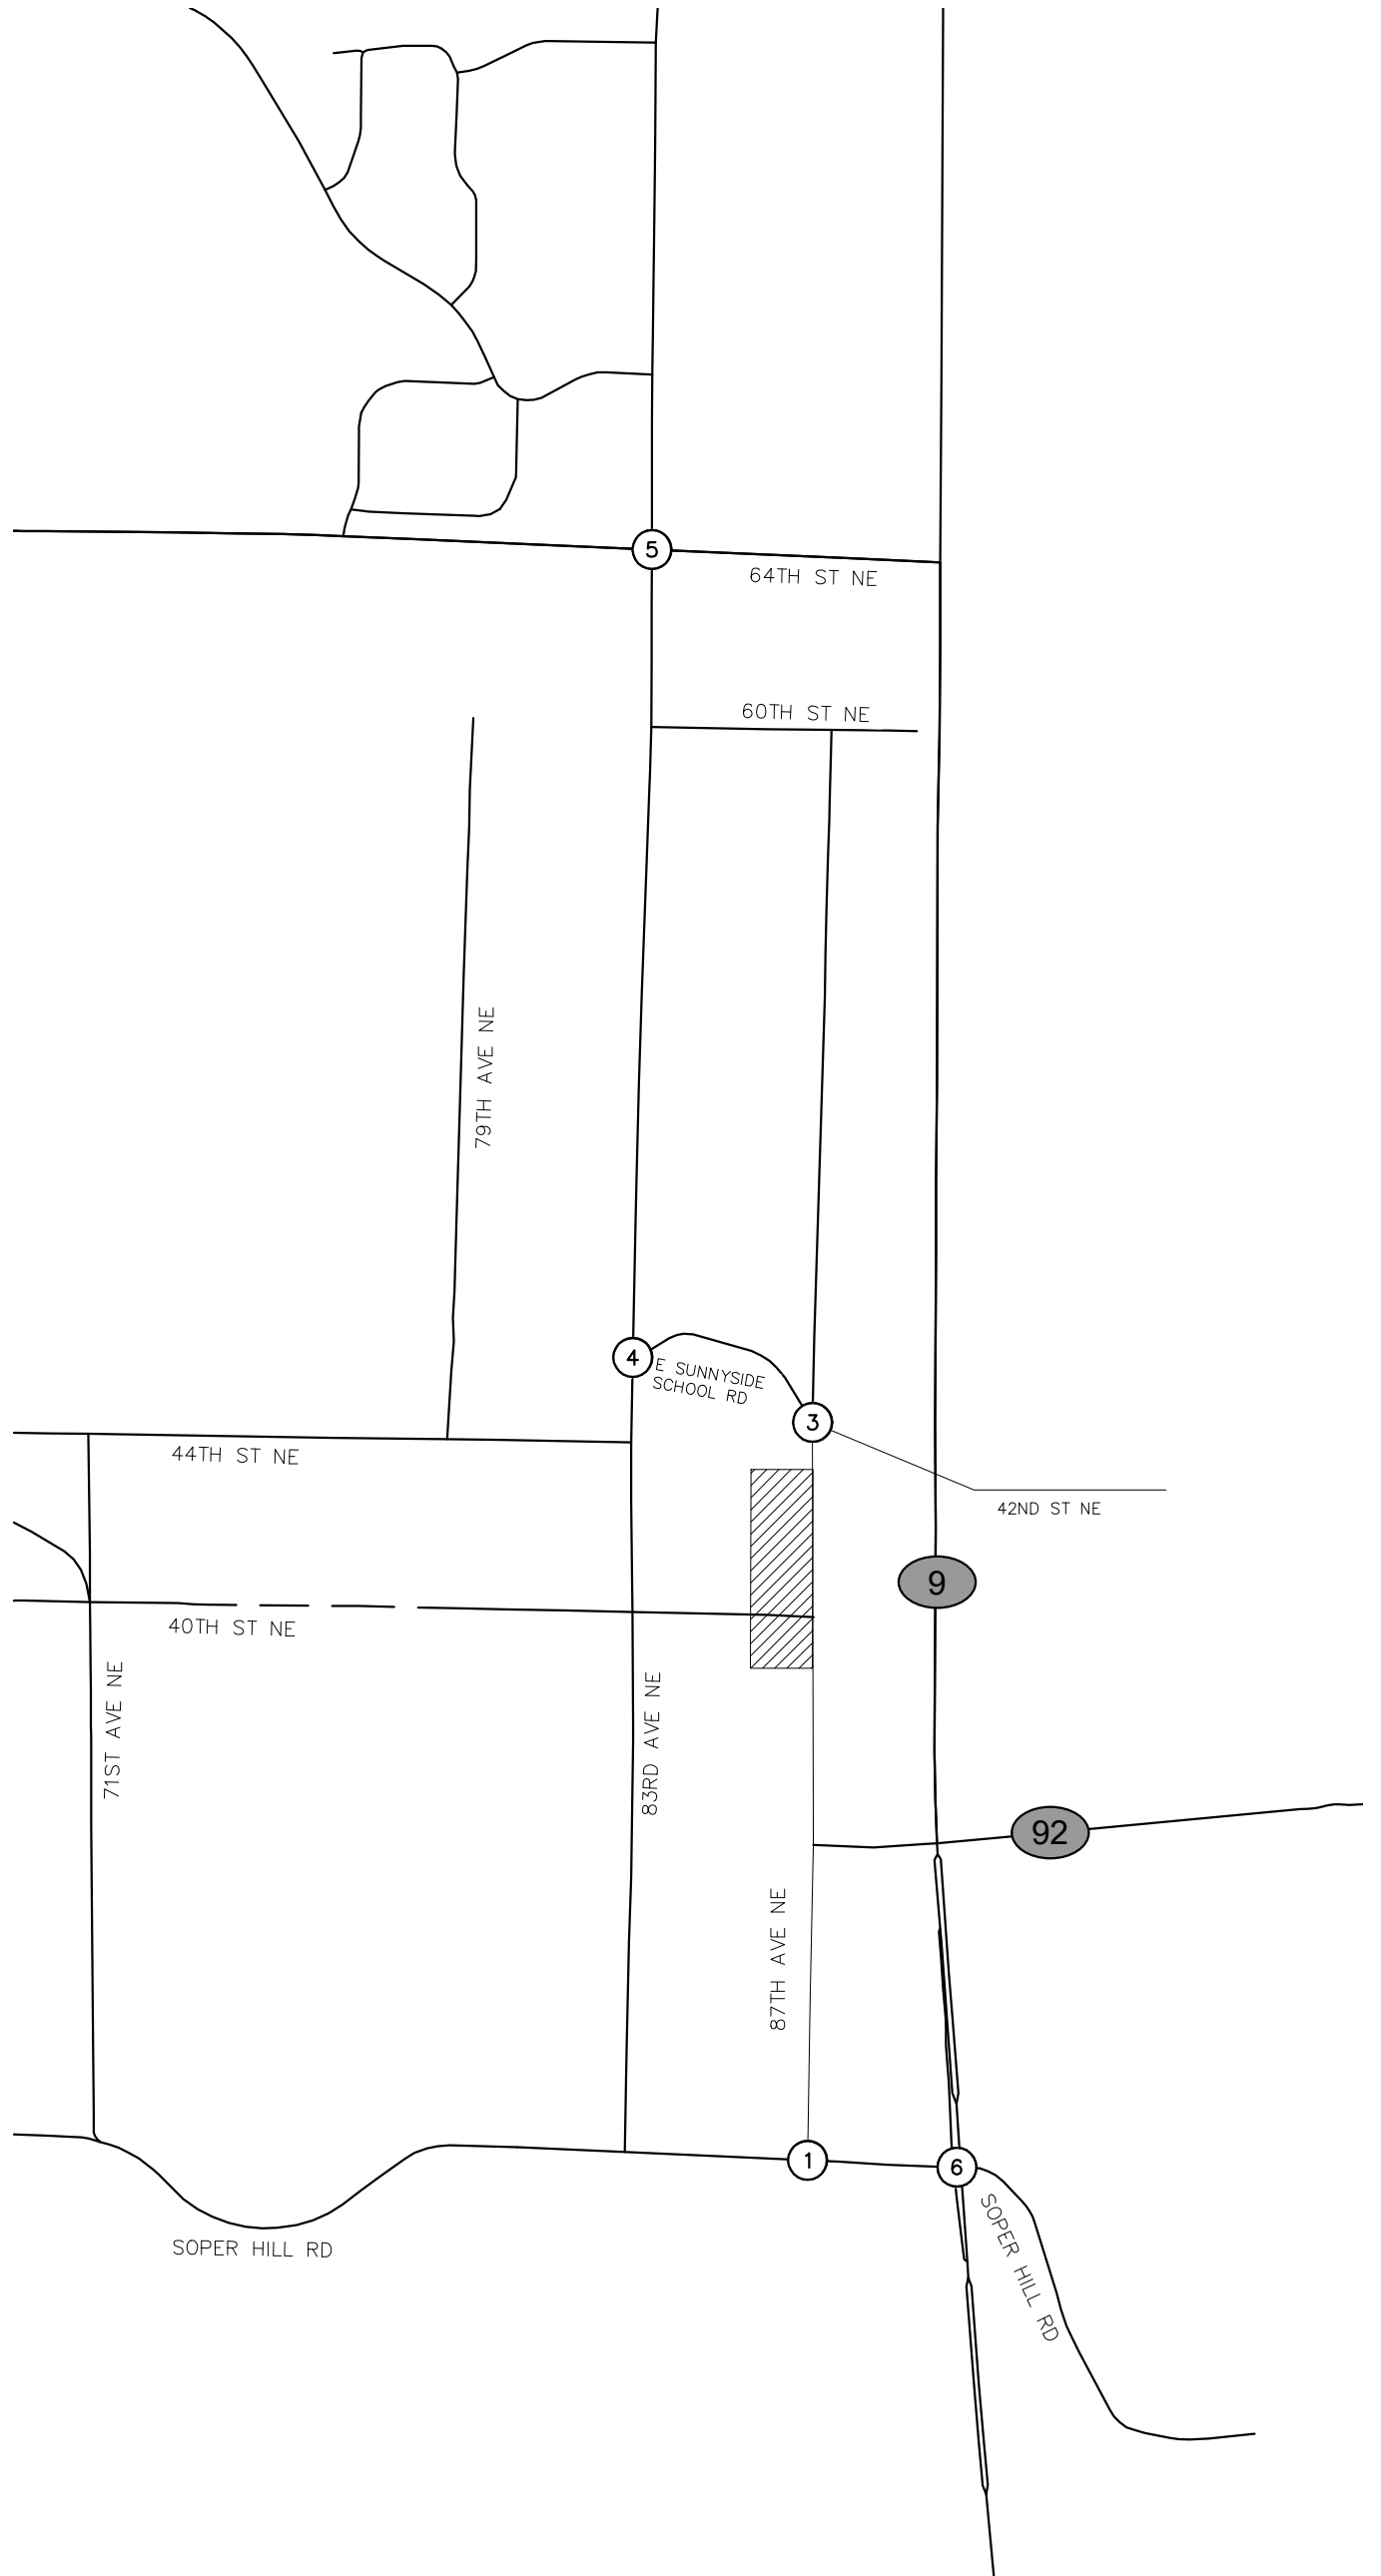 5
64TH ST NE
60TH ST NE
79TH AVE NE
4
E SUNNYSIDE
SCHOOL RD
3
44TH ST NE
42ND ST NE
9
40TH ST NE
71ST AVE NE
83RD AVE NE
92
87TH AVE NE
1
6
SOPER HILL RD
SOPER HILL RD